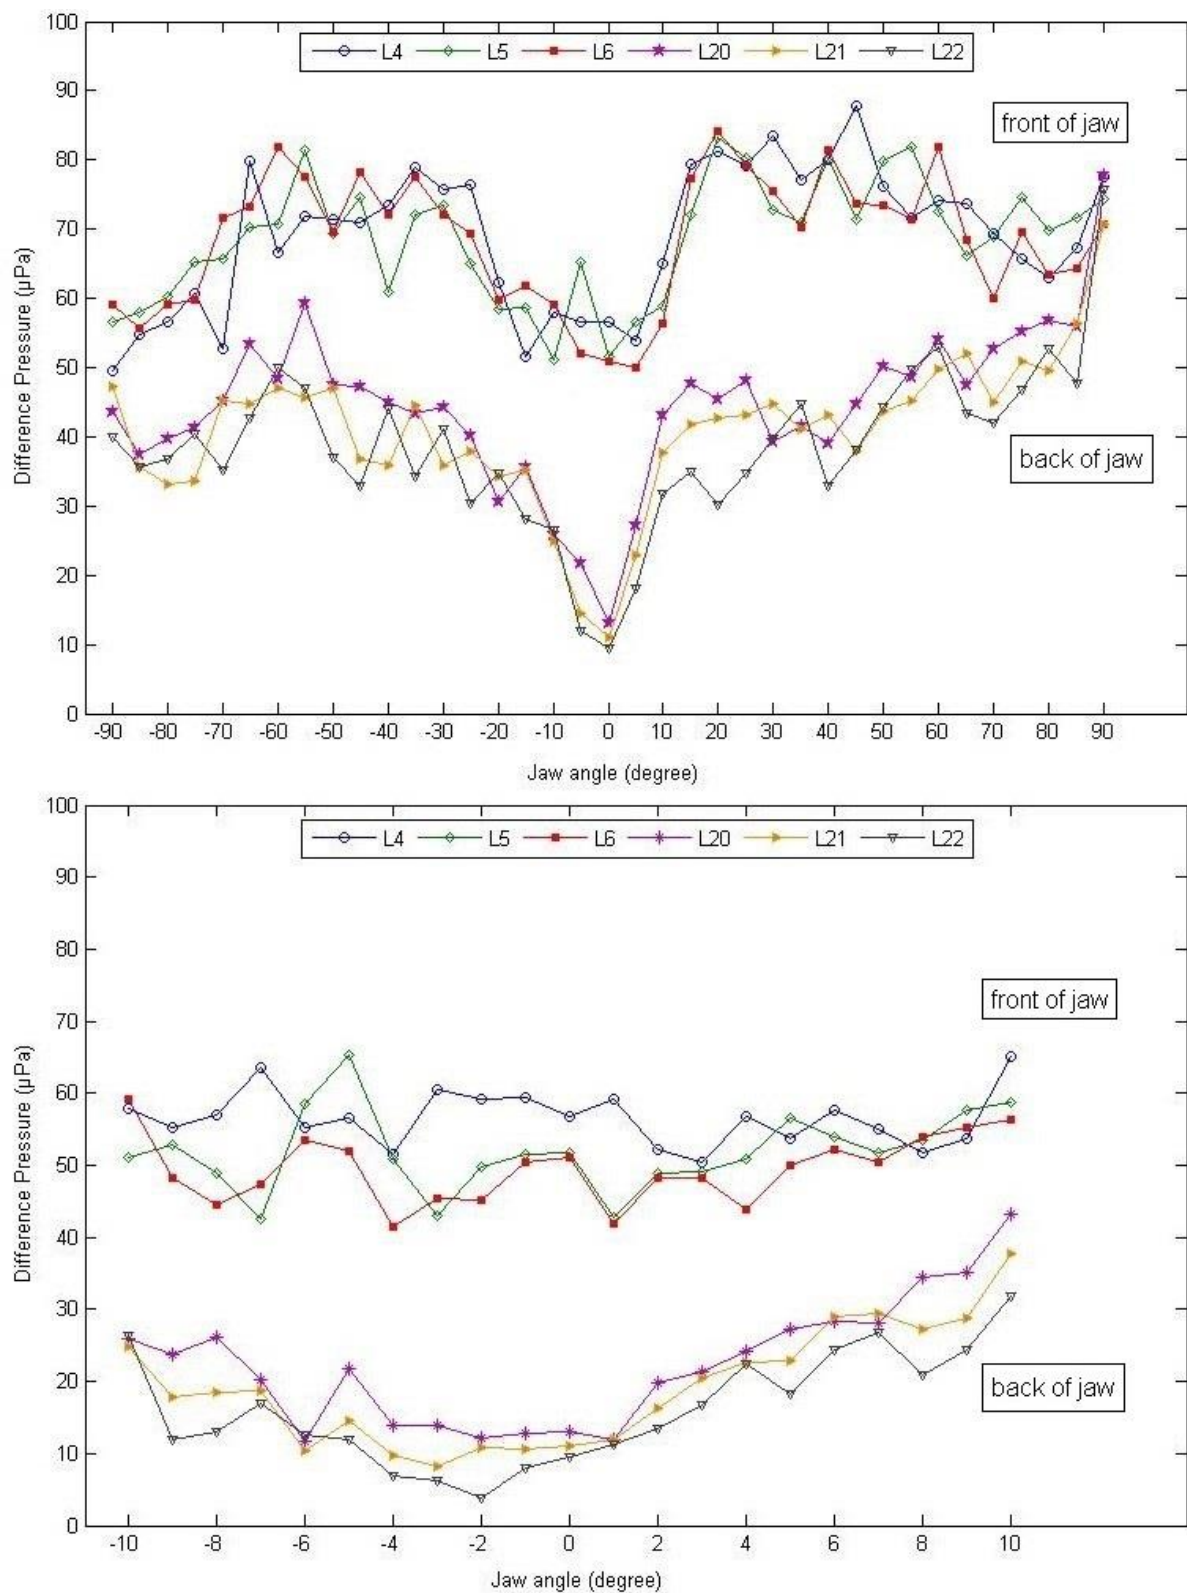 100
L4 L5 L6 L20 L21 L22
90
front of jaw
80
70
60
Difference Pressure (µPa)
50
back of jaw
40
30
20
10
0
-90 -80 -70 -60 -50 -40 -30 -20 -10 0 10 20 30 40 50 60 70 80 90
Jaw angle (degree)
100
L4 L5 L6 L20 L21 L22
90
80
front of jaw
70
60
Difference Pressure (µPa)
50
40
30
20
back of jaw
10
0
-10 -8 -6 -4 -2 0 2 4 6 8 10
Jaw angle (degree)